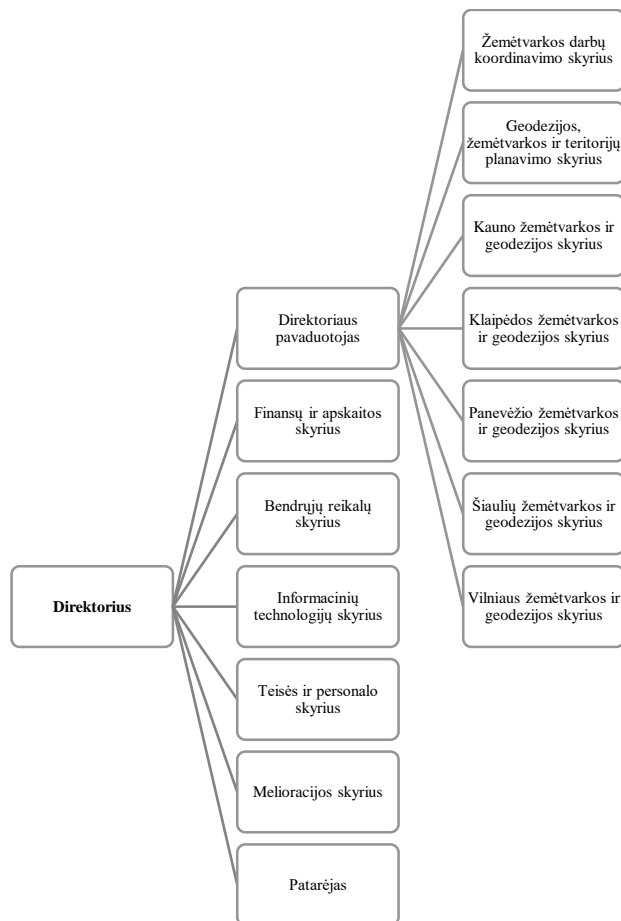 Žemėtvarkos darbų
koordinavimo skyrius
Geodezijos,
žemėtvarkos ir teritorijų
planavimo skyrius
Kauno žemėtvarkos ir
geodezijos skyrius
Direktoriaus
pavaduotojas
Klaipėdos žemėtvarkos
ir geodezijos skyrius
Finansų ir apskaitos
skyrius
Panevėžio žemėtvarkos
ir geodezijos skyrius
Bendrųjų reikalų
skyrius
Šiaulių žemėtvarkos ir
geodezijos skyrius
Direktorius
Informacinių
technologijų skyrius
Vilniaus žemėtvarkos ir
geodezijos skyrius
Teisės ir personalo
skyrius
Melioracijos skyrius
Patarėjas